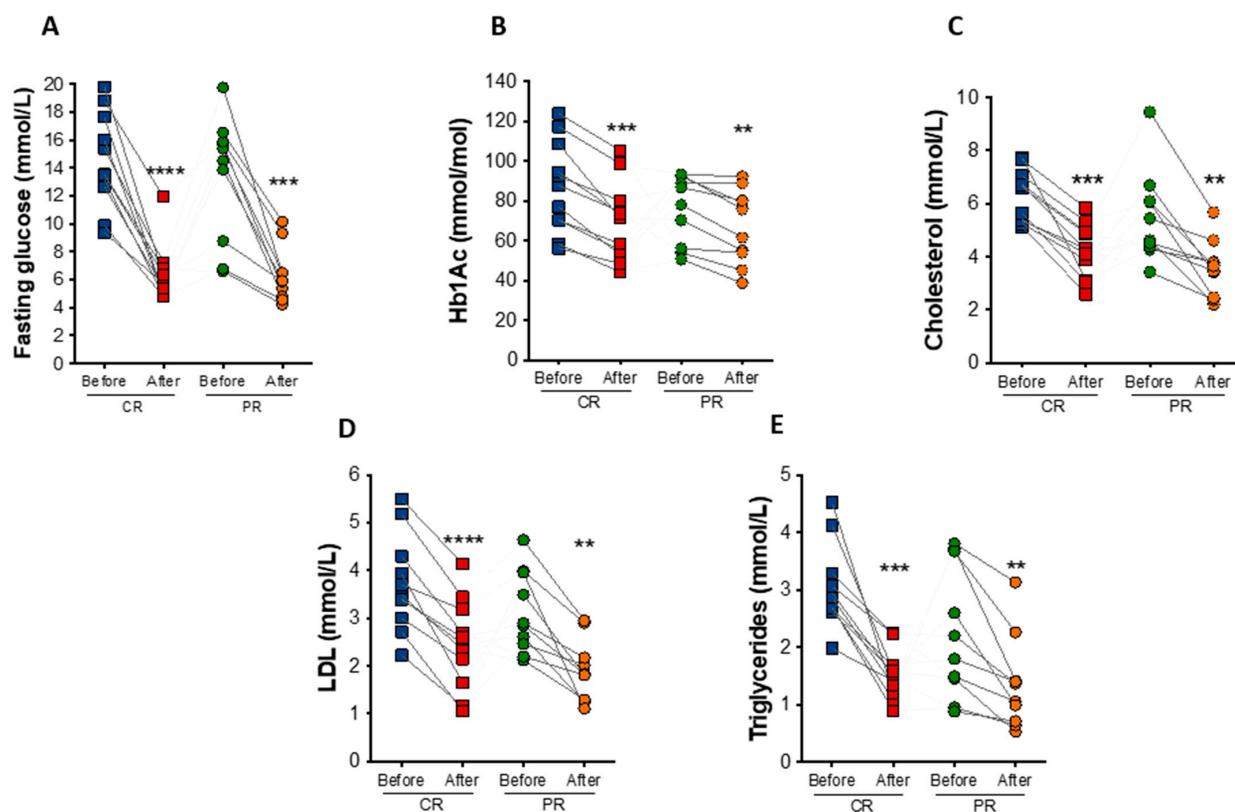 A
Fasting glucose (mmol/L)
20
18
16
14
12
10
8
6
4
2
0
****
***
Before After Before After
CR PR
B
Hb1Ac (mmol/mol)
140
120
100
80
60
40
20
0
***
**
Before After Before After
CR PR
C
Cholesterol (mmol/L)
10
8
6
4
2
0
***
**
Before After Before After
CR PR
D
LDL (mmol/L)
6
5
4
3
2
1
0
****
**
Before After Before After
CR PR
E
Triglycerides (mmol/L)
5
4
3
2
1
0
***
**
Before After Before After
CR PR